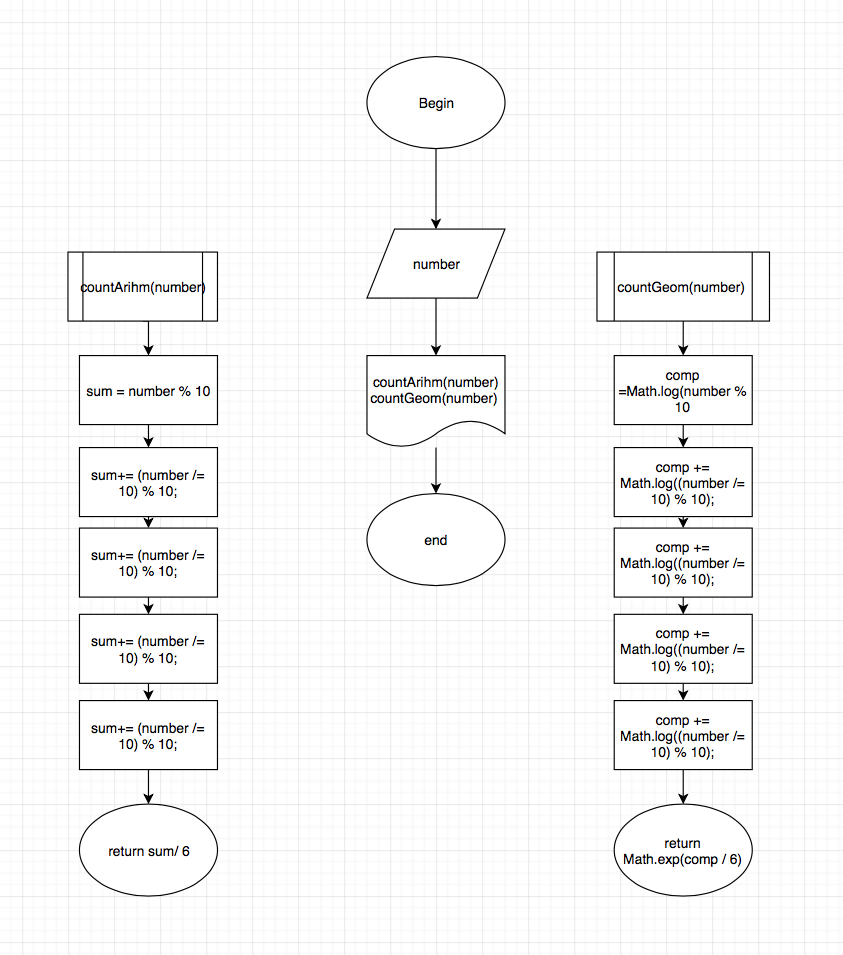 Begin
number
countArihm(number)
countGeom(number)
end
countArihm(number)
sum = number % 10
sum+= (number /=
10) % 10;
sum+= (number /=
10) % 10;
sum+= (number /=
10) % 10;
sum+= (number /=
10) % 10;
return sum/ 6
countGeom(number)
comp
=Math.log(number %
10
comp +=
Math.log((number /=
10) % 10);
comp +=
Math.log((number /=
10) % 10);
comp +=
Math.log((number /=
10) % 10);
comp +=
Math.log((number /=
10) % 10);
return
Math.exp(comp / 6)